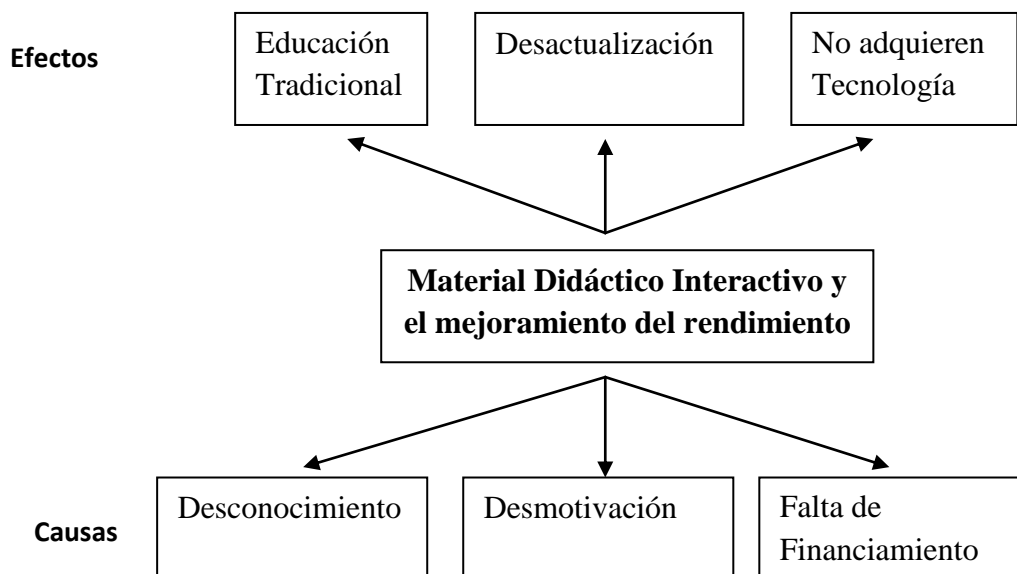 Efectos
Educación
Tradicional
Desactualización
No adquieren
Tecnología
Material Didáctico Interactivo y
el mejoramiento del rendimiento
Causas
Desconocimiento
Desmotivación
Falta de
Financiamiento